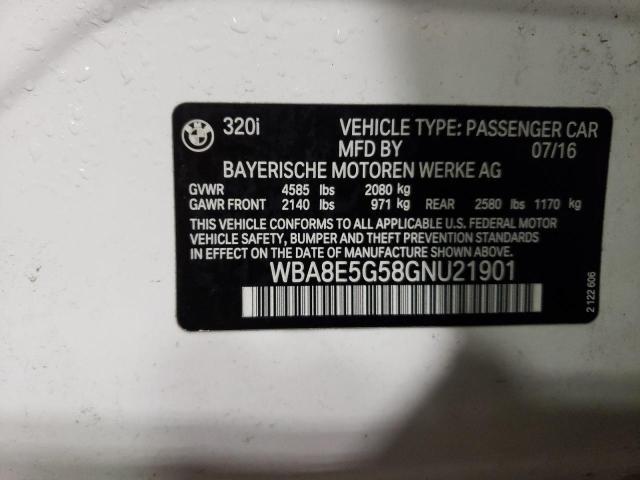 BMW 320i VEHICLE TYPE: PASSENGER CAR
MFD BY 07/16
BAYERISCHE MOTOREN WERKE AG
GVWR 4585 lbs 2080 kg
GAWR FRONT 2140 lbs 971 kg REAR 2580 lbs 1170 kg
THIS VEHICLE CONFORMS TO ALL APPLICABLE U.S. FEDERAL MOTOR
VEHICLE SAFETY, BUMPER AND THEFT PREVENTION STANDARDS
IN EFFECT ON THE DATE OF MANUFACTURE SHOWN ABOVE.
WBA8E5G58GNU21901
2 122 606